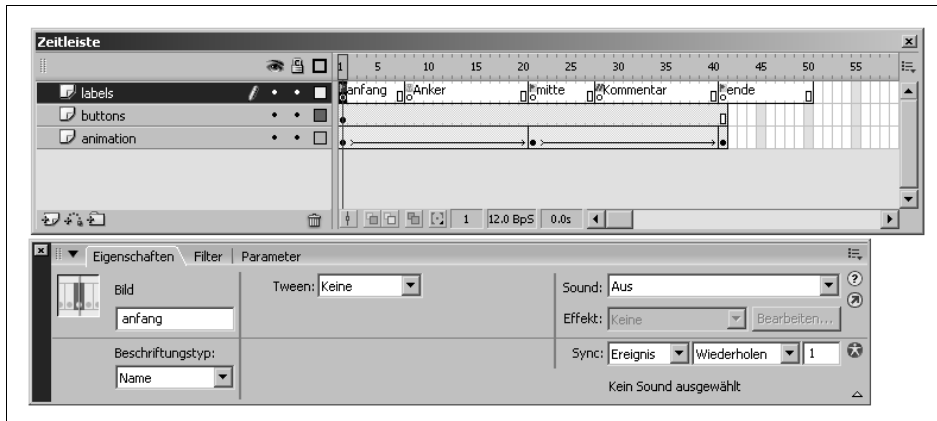 Zeitleiste
1 5 10 15 20 25 30 35 40 45 50 55
labels anfang Anker mitte Kommentar ende
buttons
animation
1 12.0 BpS 0.0s
Eigenschaften Filter Parameter
Bild Tween: Keine Sound: Aus
anfang Effekt: Keine Bearbeiten...
Beschriftungstyp: Sync: Ereignis Wiederholen 1
Name Kein Sound ausgewählt